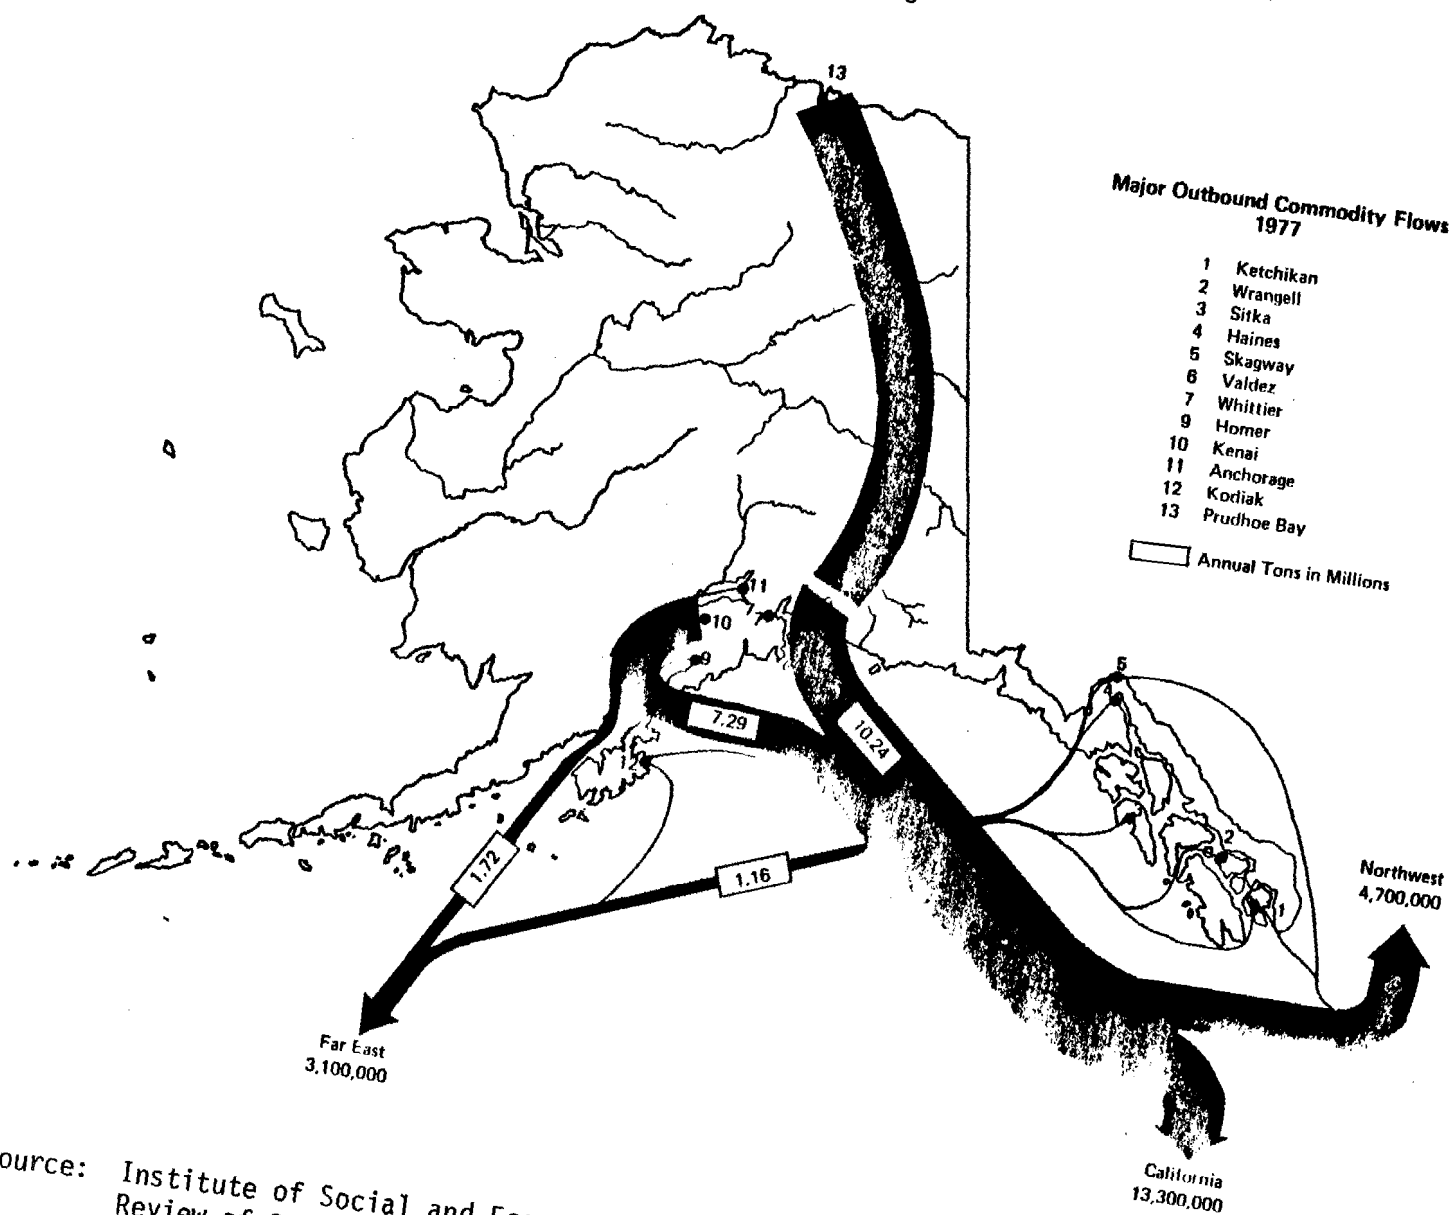 13
Major Outbound Commodity Flows
1977
1 Ketchikan
2 Wrangell
3 Sitka
4 Haines
5 Skagway
6 Valdez
7 Whittier
9 Homer
10 Kenai
11 Anchorage
12 Kodiak
13 Prudhoe Bay
Annual Tons in Millions
11
10
7
9
5
7.29
10.24
12
2
1
1.72
1.16
Northwest
4,700,000
Far East
3,100,000
California
13,300,000
ource: Institute of Social and
Review of